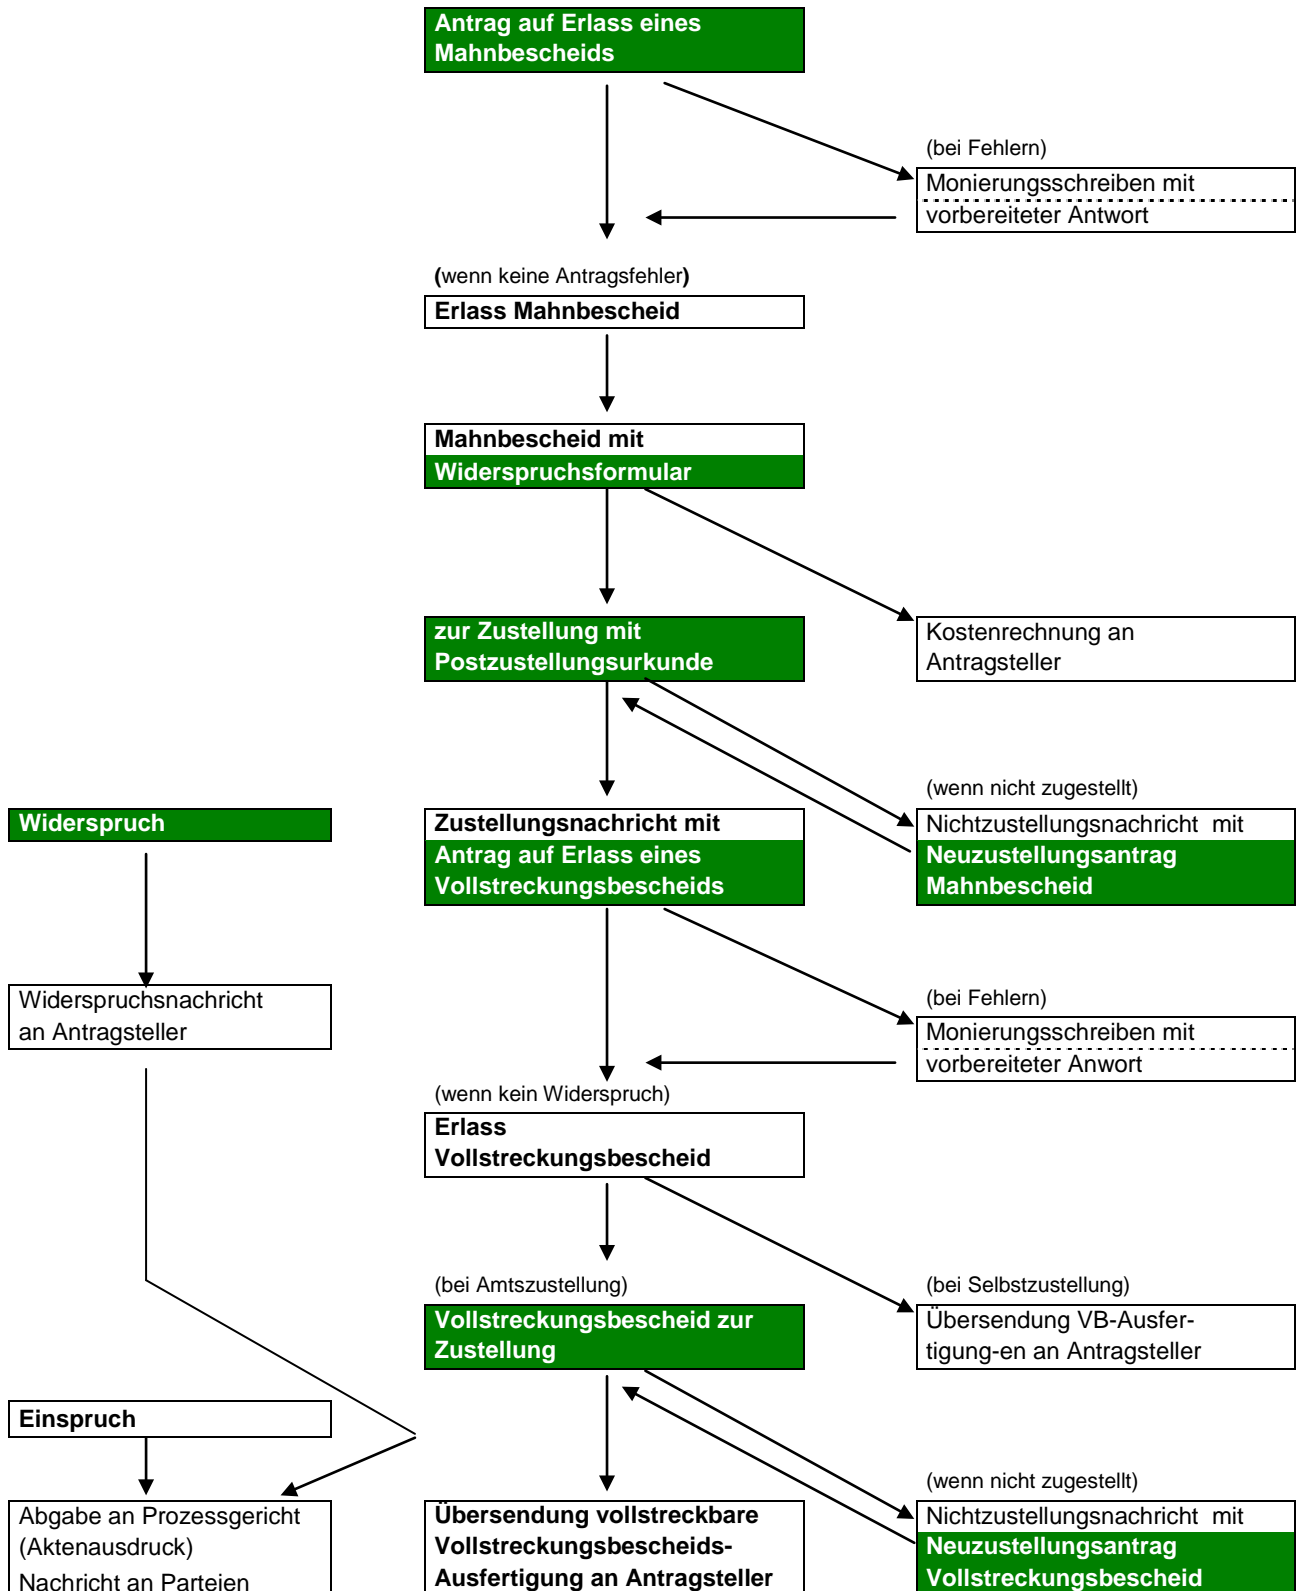 Antrag auf Erlass eines
Mahnbescheids
(bei Fehlern)
Monierungsschreiben mit
vorbereiteter Antwort
(wenn keine Antragsfehler)
Erlass Mahnbescheid
Mahnbescheid mit
Widerspruchsformular
zur Zustellung mit
Postzustellungsurkunde
Kostenrechnung an
Antragsteller
(wenn nicht zugestellt)
Widerspruch
Zustellungsnachricht mit
Antrag auf Erlass eines
Vollstreckungsbescheids
Nichtzustellungsnachricht mit
Neuzustellungsantrag
Mahnbescheid
Widerspruchsnachricht
an Antragsteller
(bei Fehlern)
Monierungsschreiben mit
vorbereiteter Anwort
(wenn kein Widerspruch)
Erlass
Vollstreckungsbescheid
(bei Amtszustellung)
Vollstreckungsbescheid zur
Zustellung
(bei Selbstzustellung)
Übersendung VB-Ausfer-
tigung-en an Antragsteller
Einspruch
(wenn nicht zugestellt)
Abgabe an Prozessgericht
(Aktenausdruck)
Nachricht an Parteien
Übersendung vollstreckbare
Vollstreckungsbescheids-
Ausfertigung an Antragsteller
Nichtzustellungsnachricht mit
Neuzustellungsantrag
Vollstreckungsbescheid